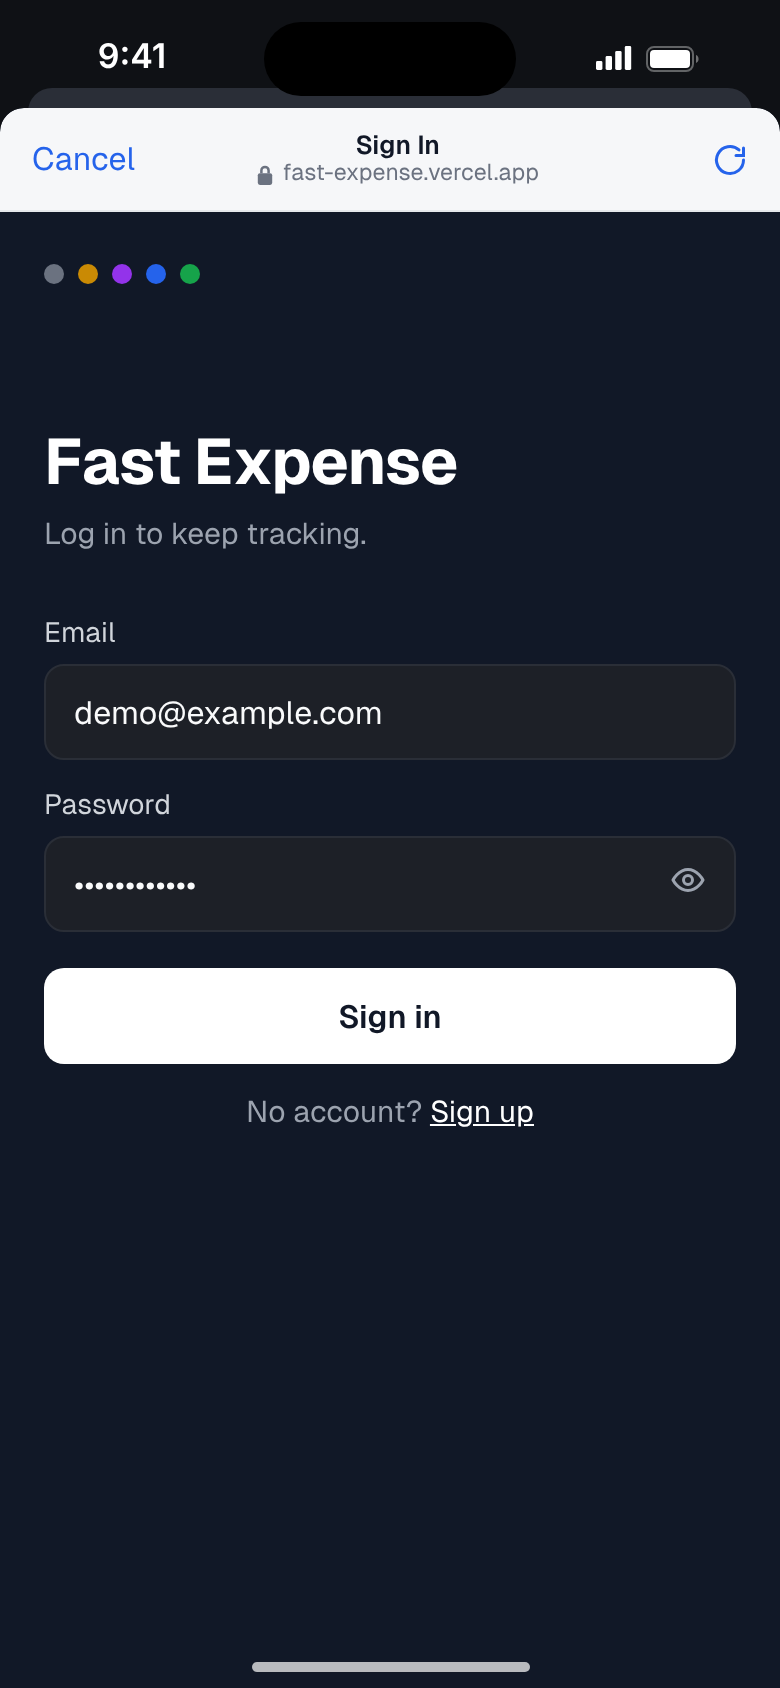 9:41
Cancel
Sign In
fast-expense.vercel.app
Fast Expense
Log in to keep tracking.
Email
demo@example.com
Password
••••••••••••
Sign in
No account? Sign up